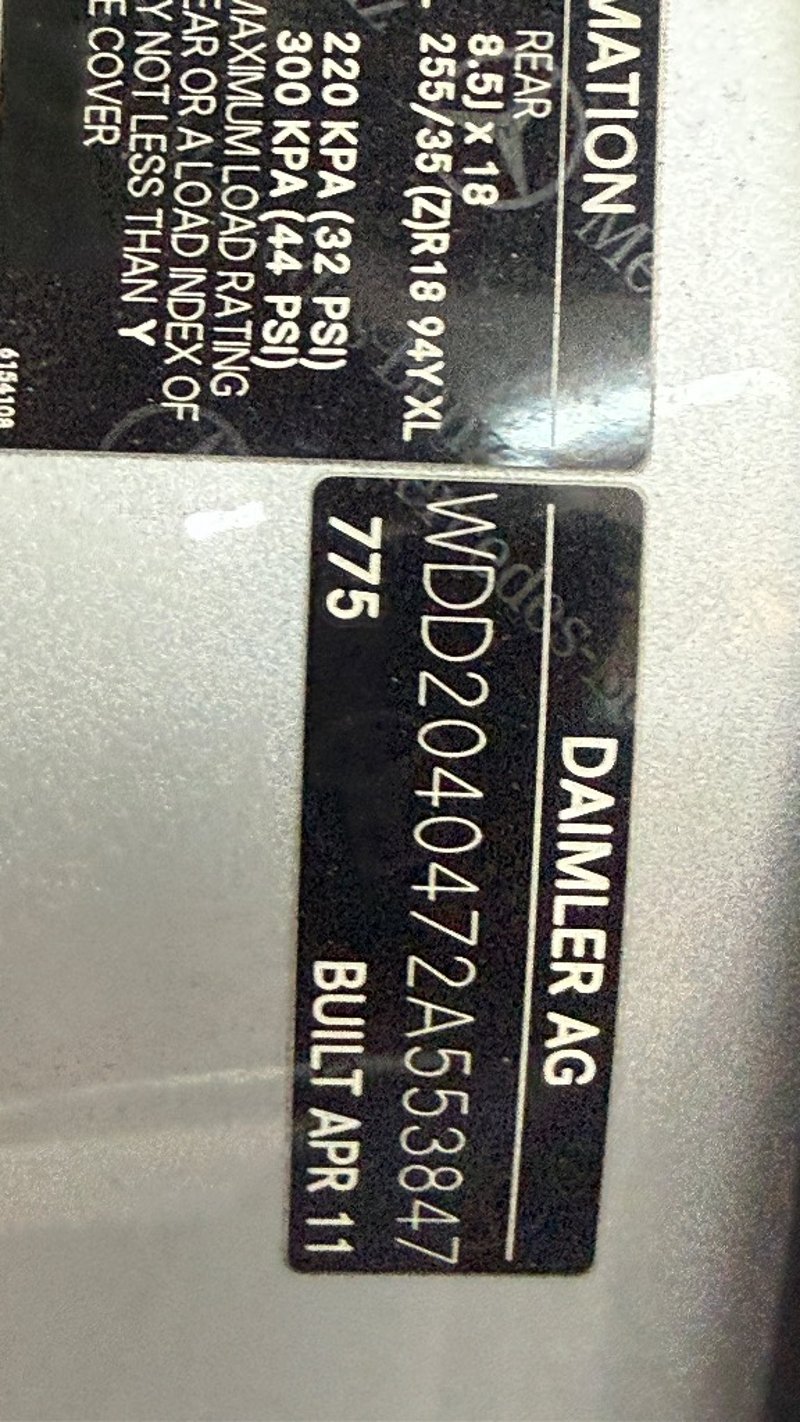 MATION
REAR
8.5J x 18
255/35 (Z)R18 94Y XL
220 KPA (32 PSI)
300 KPA (44 PSI)
MAXIMUM LOAD RATING
EAR OR A LOAD INDEX OF
Y NOT LESS THAN Y
E COVER
6154108
DAIMLER AG
WDD2040472A553847
775 BUILT APR 11